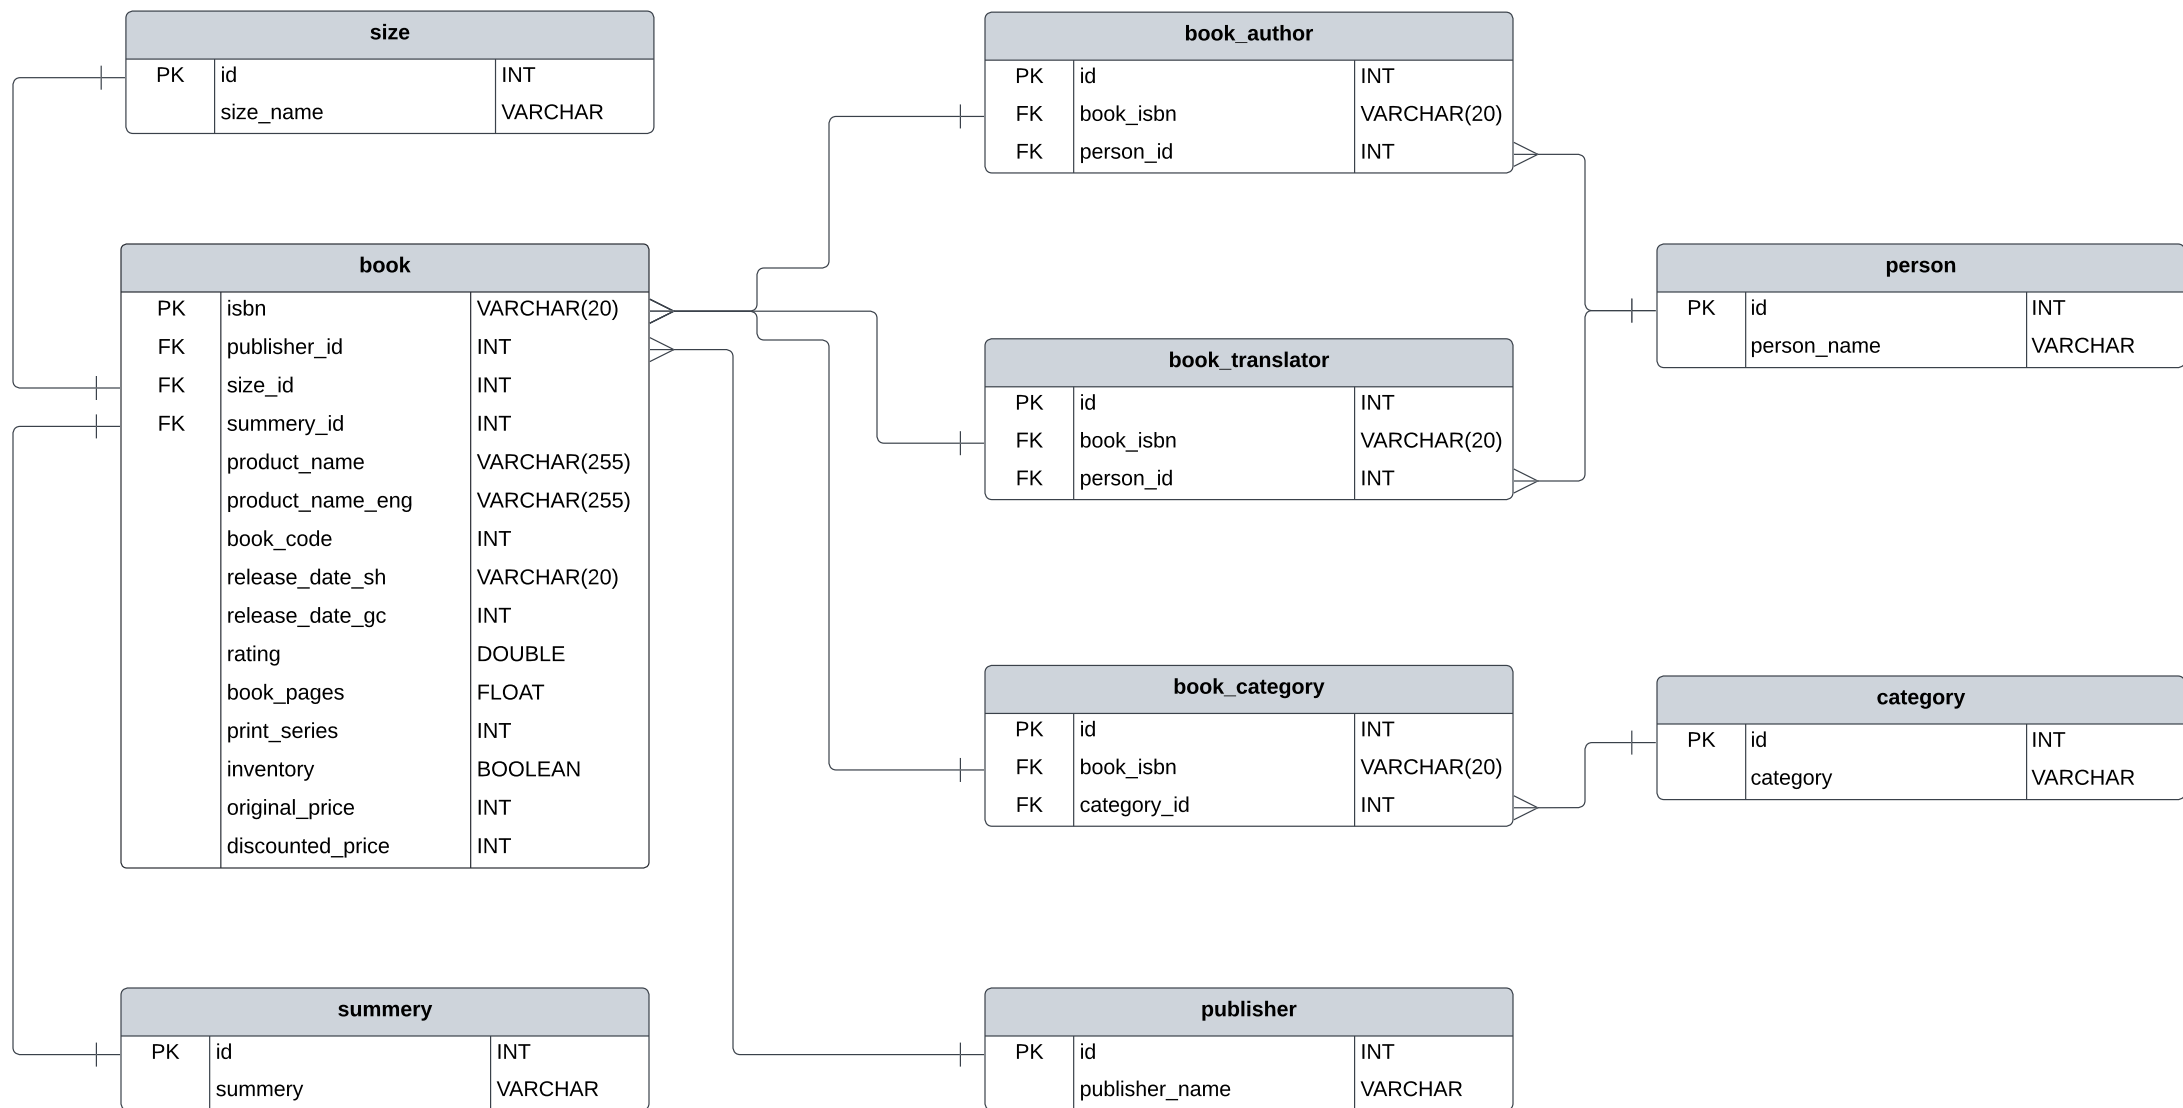 size
PK id INT
size_name VARCHAR
book
PK isbn VARCHAR(20)
FK publisher_id INT
FK size_id INT
FK summery_id INT
product_name VARCHAR(255)
product_name_eng VARCHAR(255)
book_code INT
release_date_sh VARCHAR(20)
release_date_gc INT
rating DOUBLE
book_pages FLOAT
print_series INT
inventory BOOLEAN
original_price INT
discounted_price INT
summery
PK id INT
summery VARCHAR
book_author
PK id INT
FK book_isbn VARCHAR(20)
FK person_id INT
book_translator
PK id INT
FK book_isbn VARCHAR(20)
FK person_id INT
book_category
PK id INT
FK book_isbn VARCHAR(20)
FK category_id INT
publisher
PK id INT
publisher_name VARCHAR
person
PK id INT
person_name VARCHAR
category
PK id INT
category VARCHAR